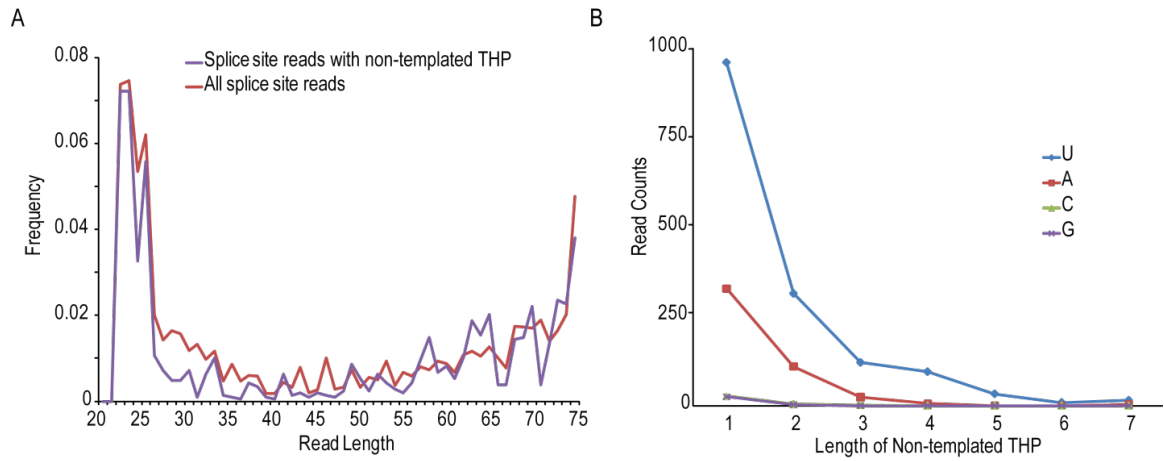 A
B
Splice site reads with non-templated THP
All splice site reads
Frequency
0.08
0.06
0.04
0.02
0
20 25 30 35 40 45 50 55 60 65 70 75
Read Length
Read Counts
1000
750
500
250
0
U
A
C
G
1 2 3 4 5 6 7
Length of Non-templated THP